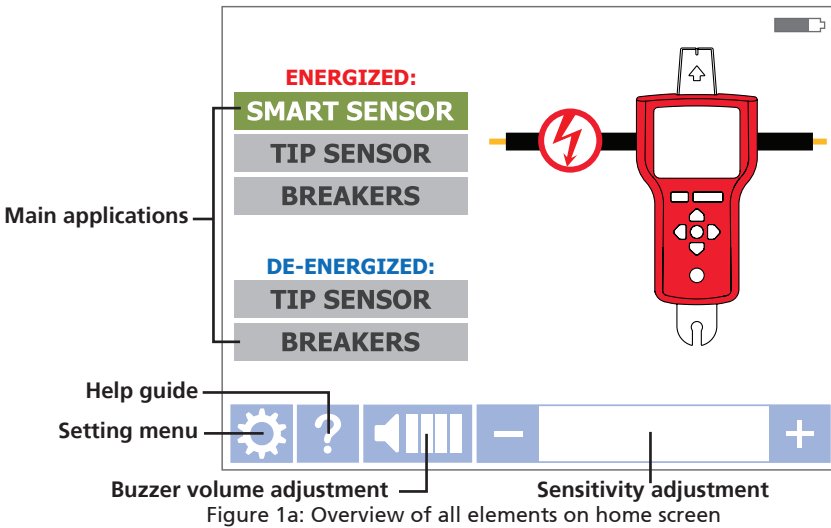 ENERGIZED:
SMART SENSOR
TIP SENSOR
BREAKERS
Main applications
DE-ENERGIZED:
TIP SENSOR
BREAKERS
Help guide
Setting menu
?
Buzzer volume adjustment
Sensitivity adjustment
Figure 1a: Overview of all elements on home screen